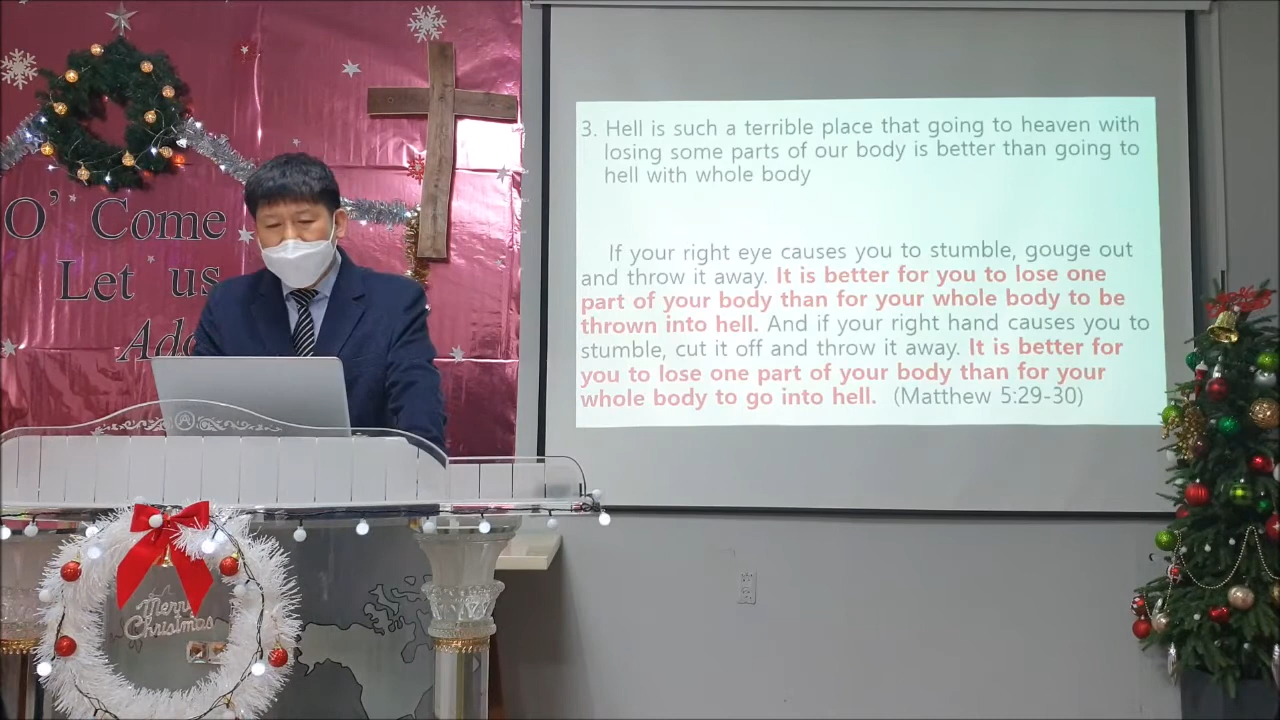 O' Come
Let us
3. Hell is such a terrible place that going to heaven with
losing some parts of our body is better than going to
hell with whole body
If your right eye causes you to stumble, gouge out
and throw it away. It is better for you to lose one
part of your body than for your whole body to be
thrown into hell. And if your right hand causes you to
stumble, cut it off and throw it away. It is better for
you to lose one part of your body than for your
whole body to go into hell. (Matthew 5:29-30)
Merry
Christmas